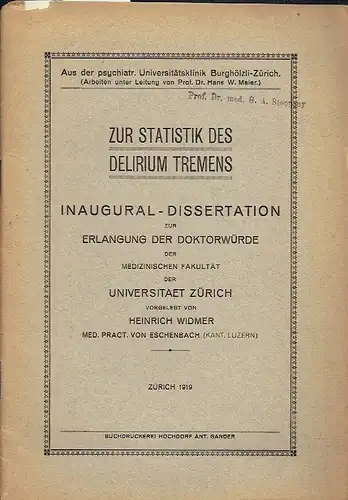 Aus der psychiatr. Universitätsklinik Burghölzli-Zürich.
(Arbeiten unter Leitung von Prof. Dr. Hans W. Maier.)
Prof. Dr. med. G. A.
ZUR STATISTIK DES
DELIRIUM TREMENS
INAUGURAL-DISSERTATION
ZUR
ERLANGUNG DER DOKTORWÜRDE
DER
MEDIZINISCHEN FAKULTÄT
DER
UNIVERSITAET ZÜRICH
VORGELEGT VON
HEINRICH WIDMER
MED. PRACT. VON ESCHENBACH (KANT. LUZERN)
ZÜRICH 1919
BUCHDRUCKEREI HOCHDORF ANT. GANDER